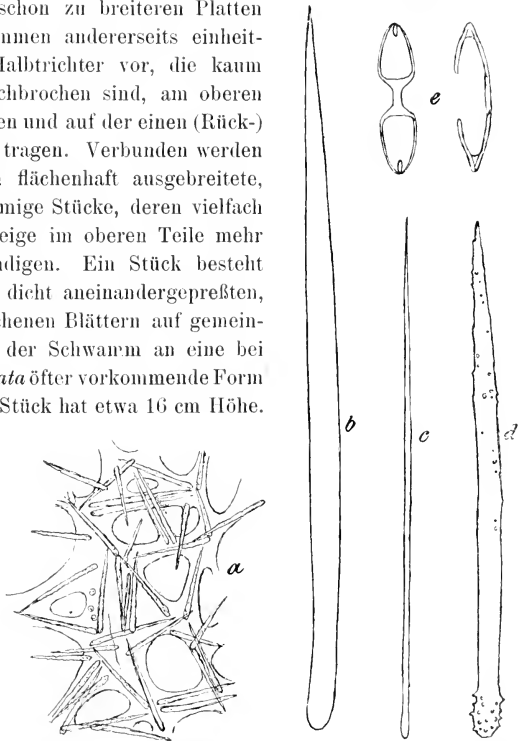 schon zu breiteren Platten
mmen andererseits einheit-
Halbtrichter vor, die kaum
chbrochen sind, am oberen
en und auf der einen (Rück-)
tragen. Verbunden werden
flächenhaft ausgebreitete,
mige Stücke, deren vielfach
eige im oberen Teile mehr
ndigen. Ein Stück besteht
dicht aneinandergepreßten,
chenen Blättern auf gemein-
der Schwamm an eine bei
ata öfter vorkommende Form
Stück hat etwa 16 cm Höhe.
e
b
c
d
a